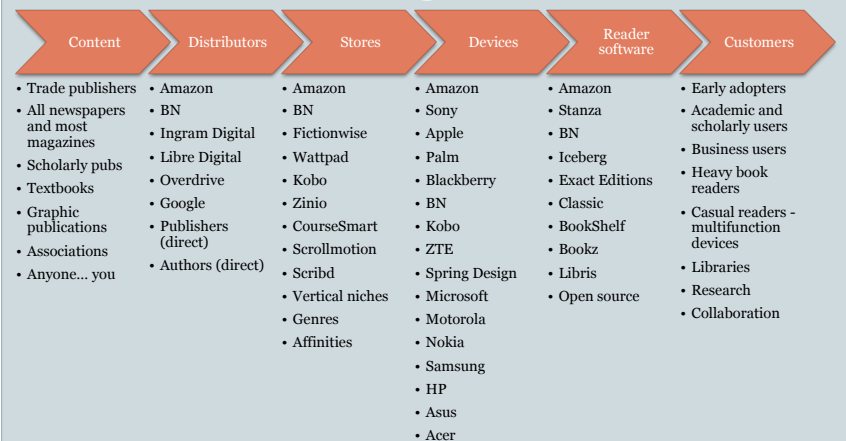 Content
Distributors
Stores
Devices
Reader
software
Customers
• Trade publishers
• All newspapers
and most
magazines
• Scholarly pubs
• Textbooks
• Graphic
publications
• Associations
• Anyone... you
• Amazon
• BN
• Ingram Digital
• Libre Digital
• Overdrive
• Google
• Publishers
(direct)
• Authors (direct)
• Amazon
• BN
• Fictionwise
• Wattpad
• Kobo
• Zinio
• CourseSmart
• Scrollmotion
• Scribd
• Vertical niches
• Genres
• Affinities
• Amazon
• Sony
• Apple
• Palm
• Blackberry
• BN
• Kobo
• ZTE
• Spring Design
• Microsoft
• Motorola
• Nokia
• Samsung
• HP
• Asus
• Acer
• Amazon
• Stanza
• BN
• Iceberg
• Exact Editions
• Classic
• BookShelf
• Bookz
• Libris
• Open source
• Early adopters
• Academic and
scholarly users
• Business users
• Heavy book
readers
• Casual readers -
multifunction
devices
• Libraries
• Research
• Collaboration